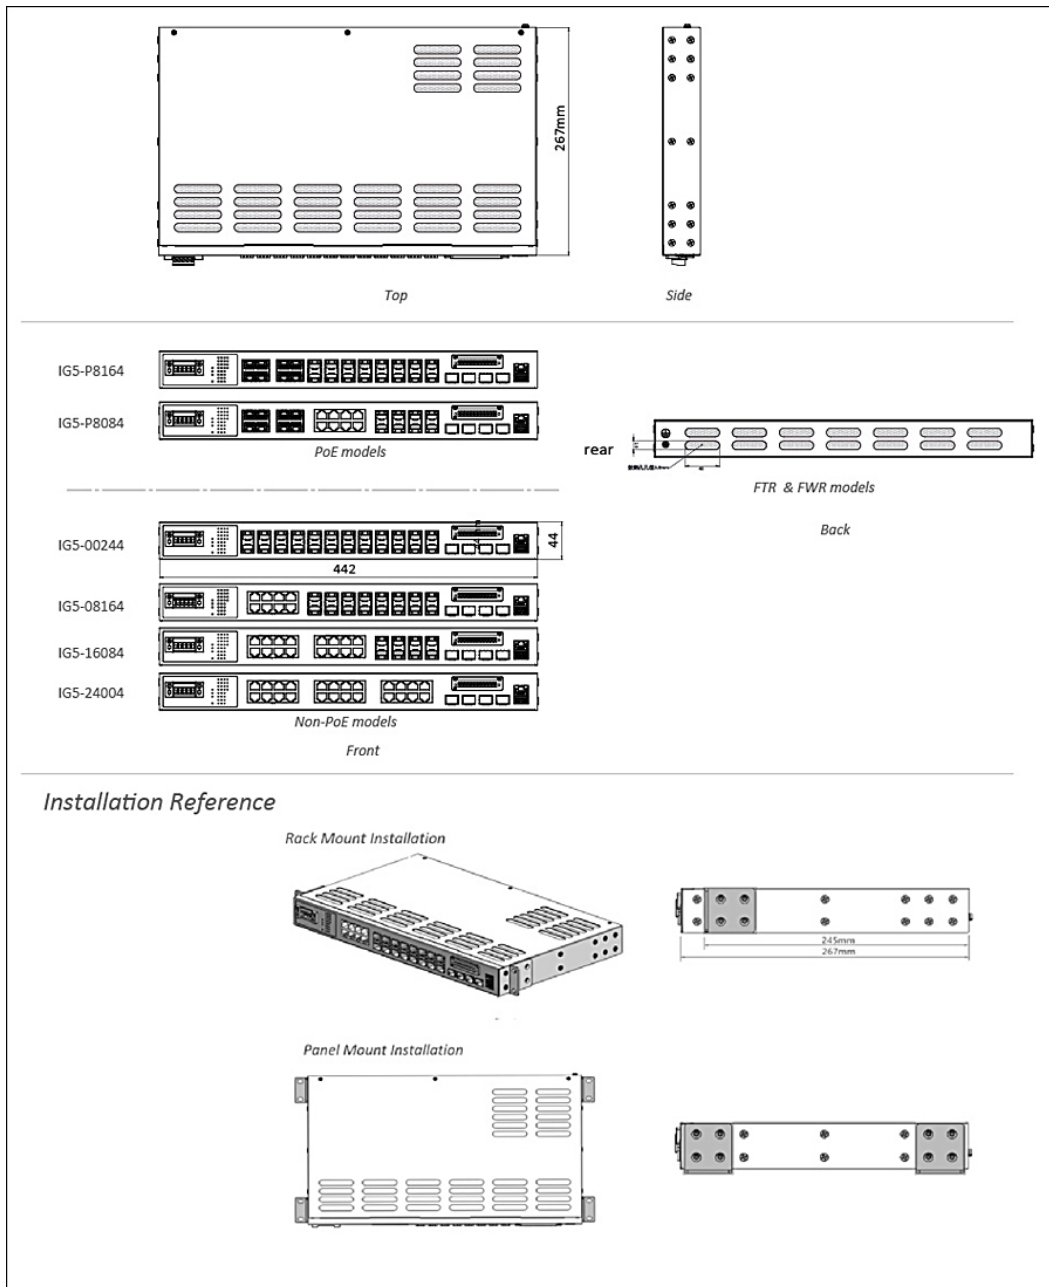 267mm
Top
Side
IG5-P8164
IG5-P8084
PoE models
rear
FTR & FWR models
Back
IG5-00244
44
442
IG5-08164
IG5-16084
IG5-24004
Non-PoE models
Front
Installation Reference
Rack Mount Installation
245mm
267mm
Panel Mount Installation